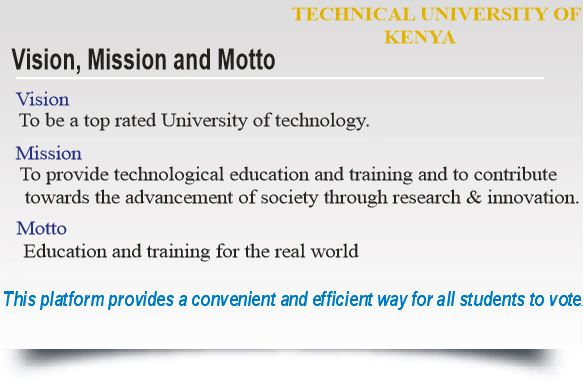 TECHNICAL UNIVERSITY OF
KENYA
Vision, Mission and Motto
Vision
To be a top rated University of technology.
Mission
To provide technological education and training and to contribute
towards the advancement of society through research & innovation.
Motto
Education and training for the real world
This platform provides a convenient and efficient way for all students to vote.